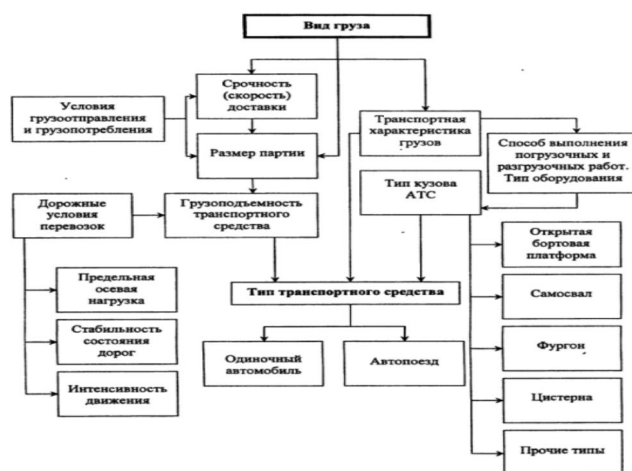 Вид груза
Срочность
(скорость)
доставки
Условия
грузоотправления
и грузопотребления
Транспортная
характеристика
грузов
Размер партии
Способ выполнения
погрузочных и
разгрузочных работ.
Тип оборудования
Тип кузова
АТС
Дорожные
условия
перевозок
Грузоподъемность
транспортного
средства
Открытая
бортовая
платформа
Предельная
осевая
нагрузка
Тип транспортного средства
Самосвал
Стабильность
состояния
дорог
Одиночный
автомобиль
Автопоезд
Фургон
Интенсивность
движения
Цистерна
Прочие типы